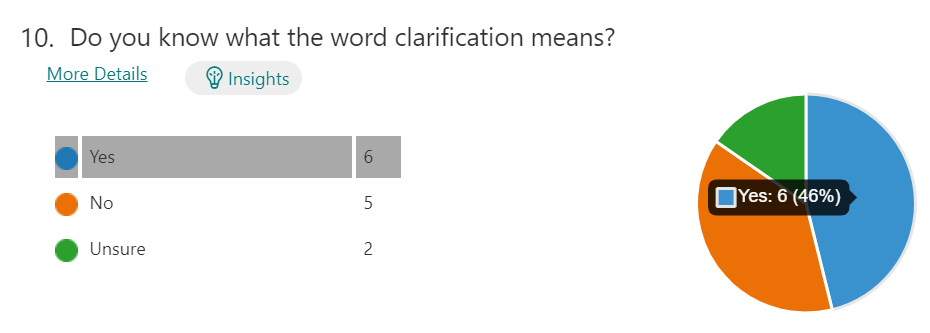 10. Do you know what the word clarification means?
More Details Insights
Yes 6
No 5
Unsure 2
Yes: 6 (46%)